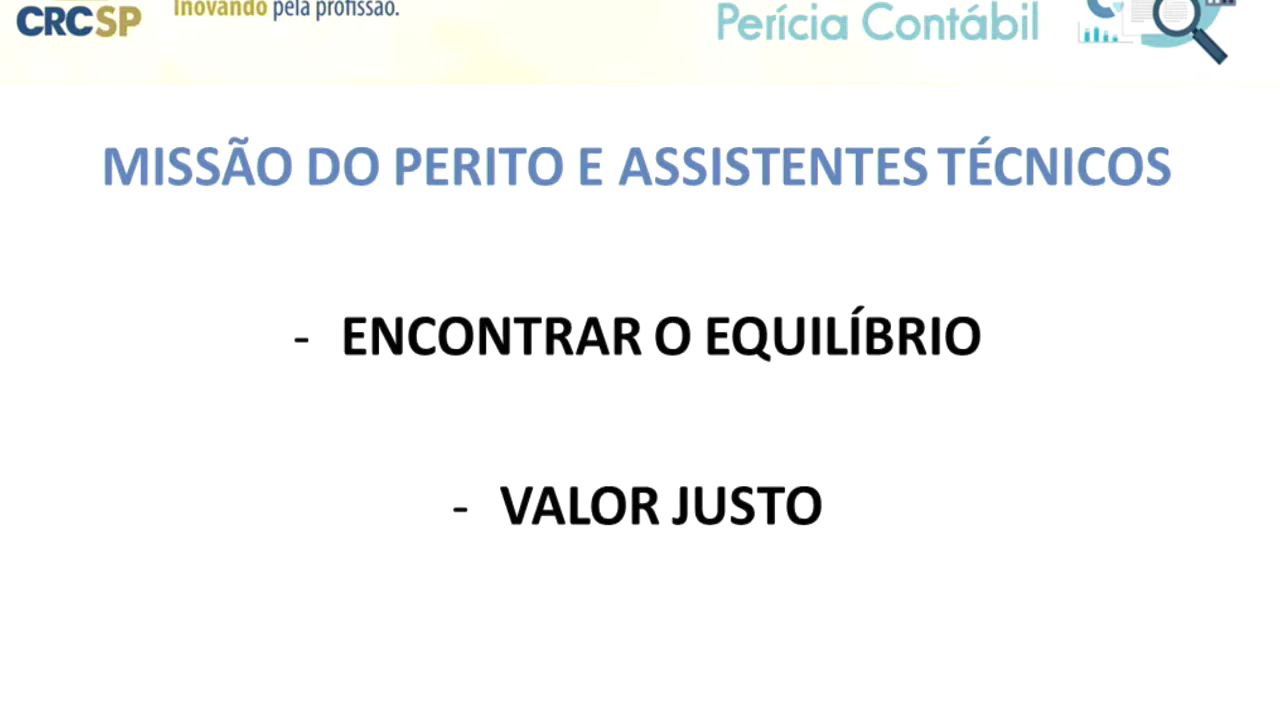 Inovando pela profissão.
CRCSP
Perícia Contábil
MISSÃO DO PERITO E ASSISTENTES TÉCNICOS
- ENCONTRAR O EQUILÍBRIO
- VALOR JUSTO